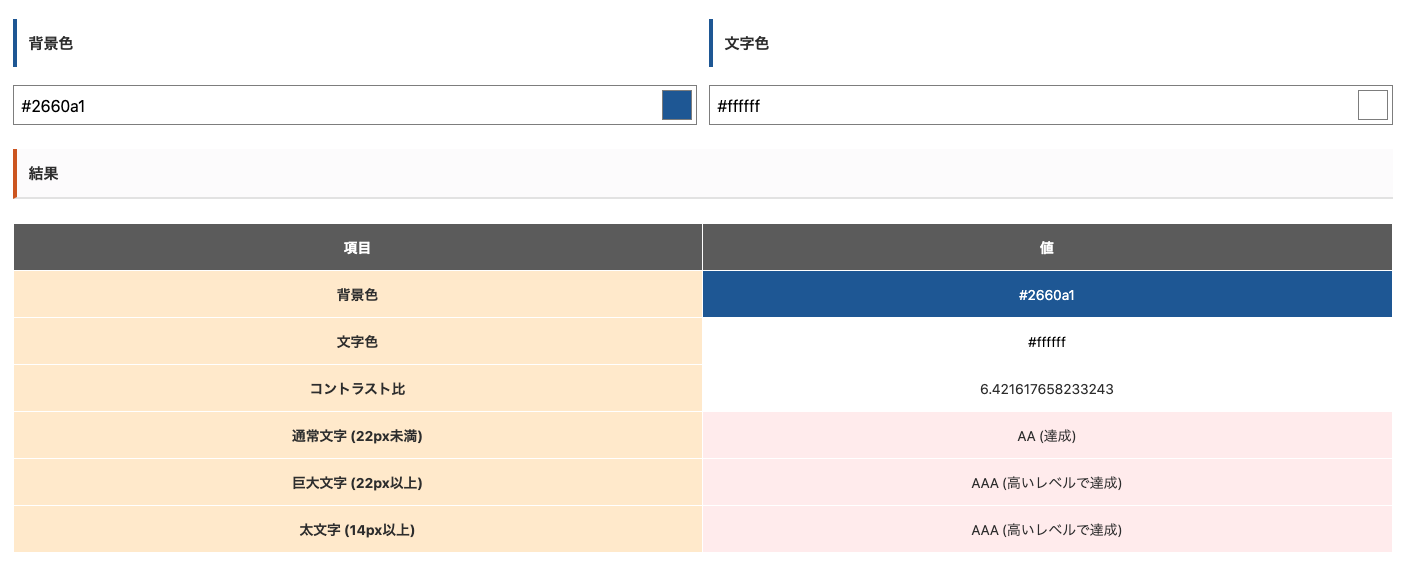 背景色
文字色
#2660a1
#ffffff
結果
項目 値
背景色 #2660a1
文字色 #ffffff
コントラスト比 6.421617658233243
通常文字 (22px未満) AA (達成)
巨大文字 (22px以上) AAA (高いレベルで達成)
太文字 (14px以上) AAA (高いレベルで達成)